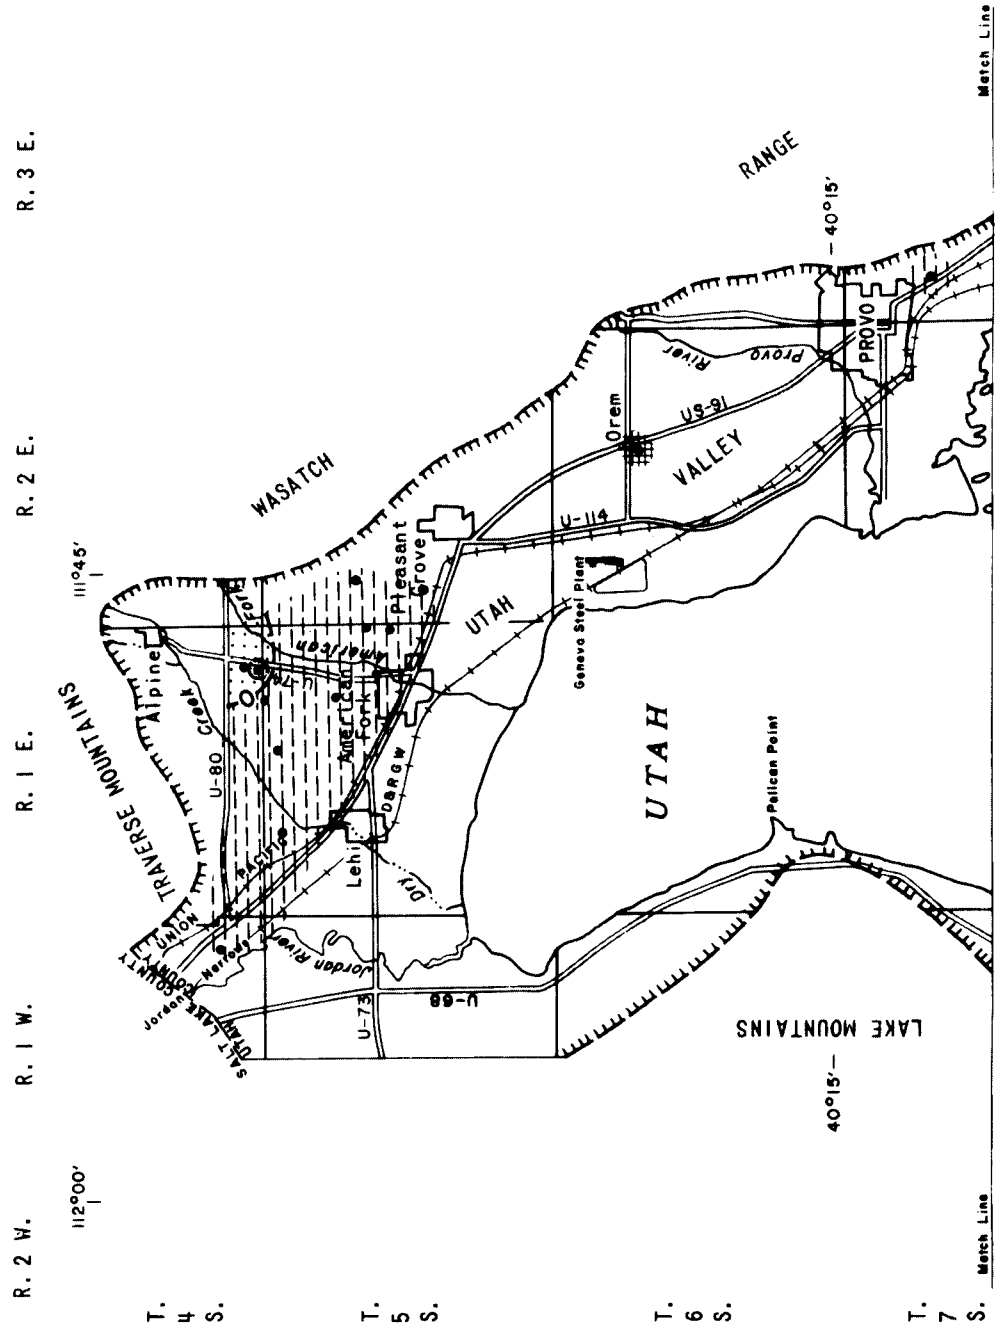 R. 2 W.
R. 1 W.
R. 1 E.
R. 2 E.
R. 3 E.
112°00'
111°45'
T.
4
S.
T.
5
S.
T.
6
S.
T.
7
S.
TRAVERSE MOUNTAINS
WASATCH
RANGE
Alpine
Creek
Fork
American
U-80
U-74
Pleasant
Grove
American
Fork
UNION
PACIFIC
SALT LAKE COUNTY
UTAH COUNTY
Jordan Narrows
Jordan River
Lehi
Dry
D&RGW
U-73
U-68
UTAH
VALLEY
U-114
US-91
Orem
Provo
River
Geneva Steel Plant
PROVO
40°15'
UTAH
Pelican Point
LAKE MOUNTAINS
40°15'
Match Line
Match Line